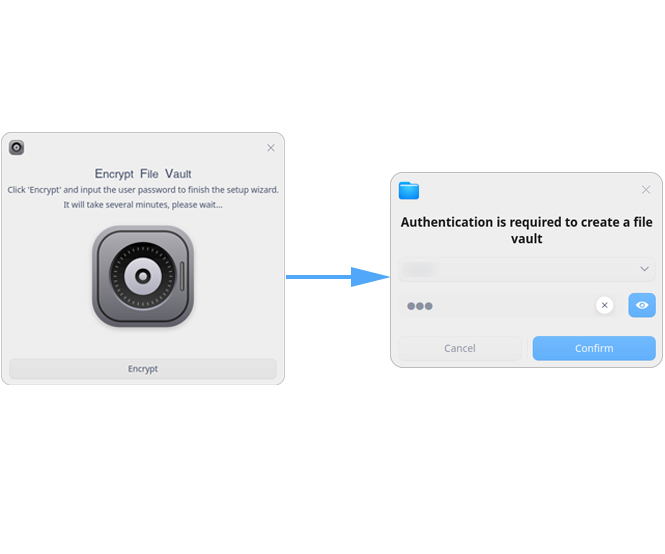 Encrypt File Vault
Click 'Encrypt' and input the user password to finish the setup wizard.
It will take several minutes, please wait...
Encrypt
Authentication is required to create a file
vault
Cancel
Confirm